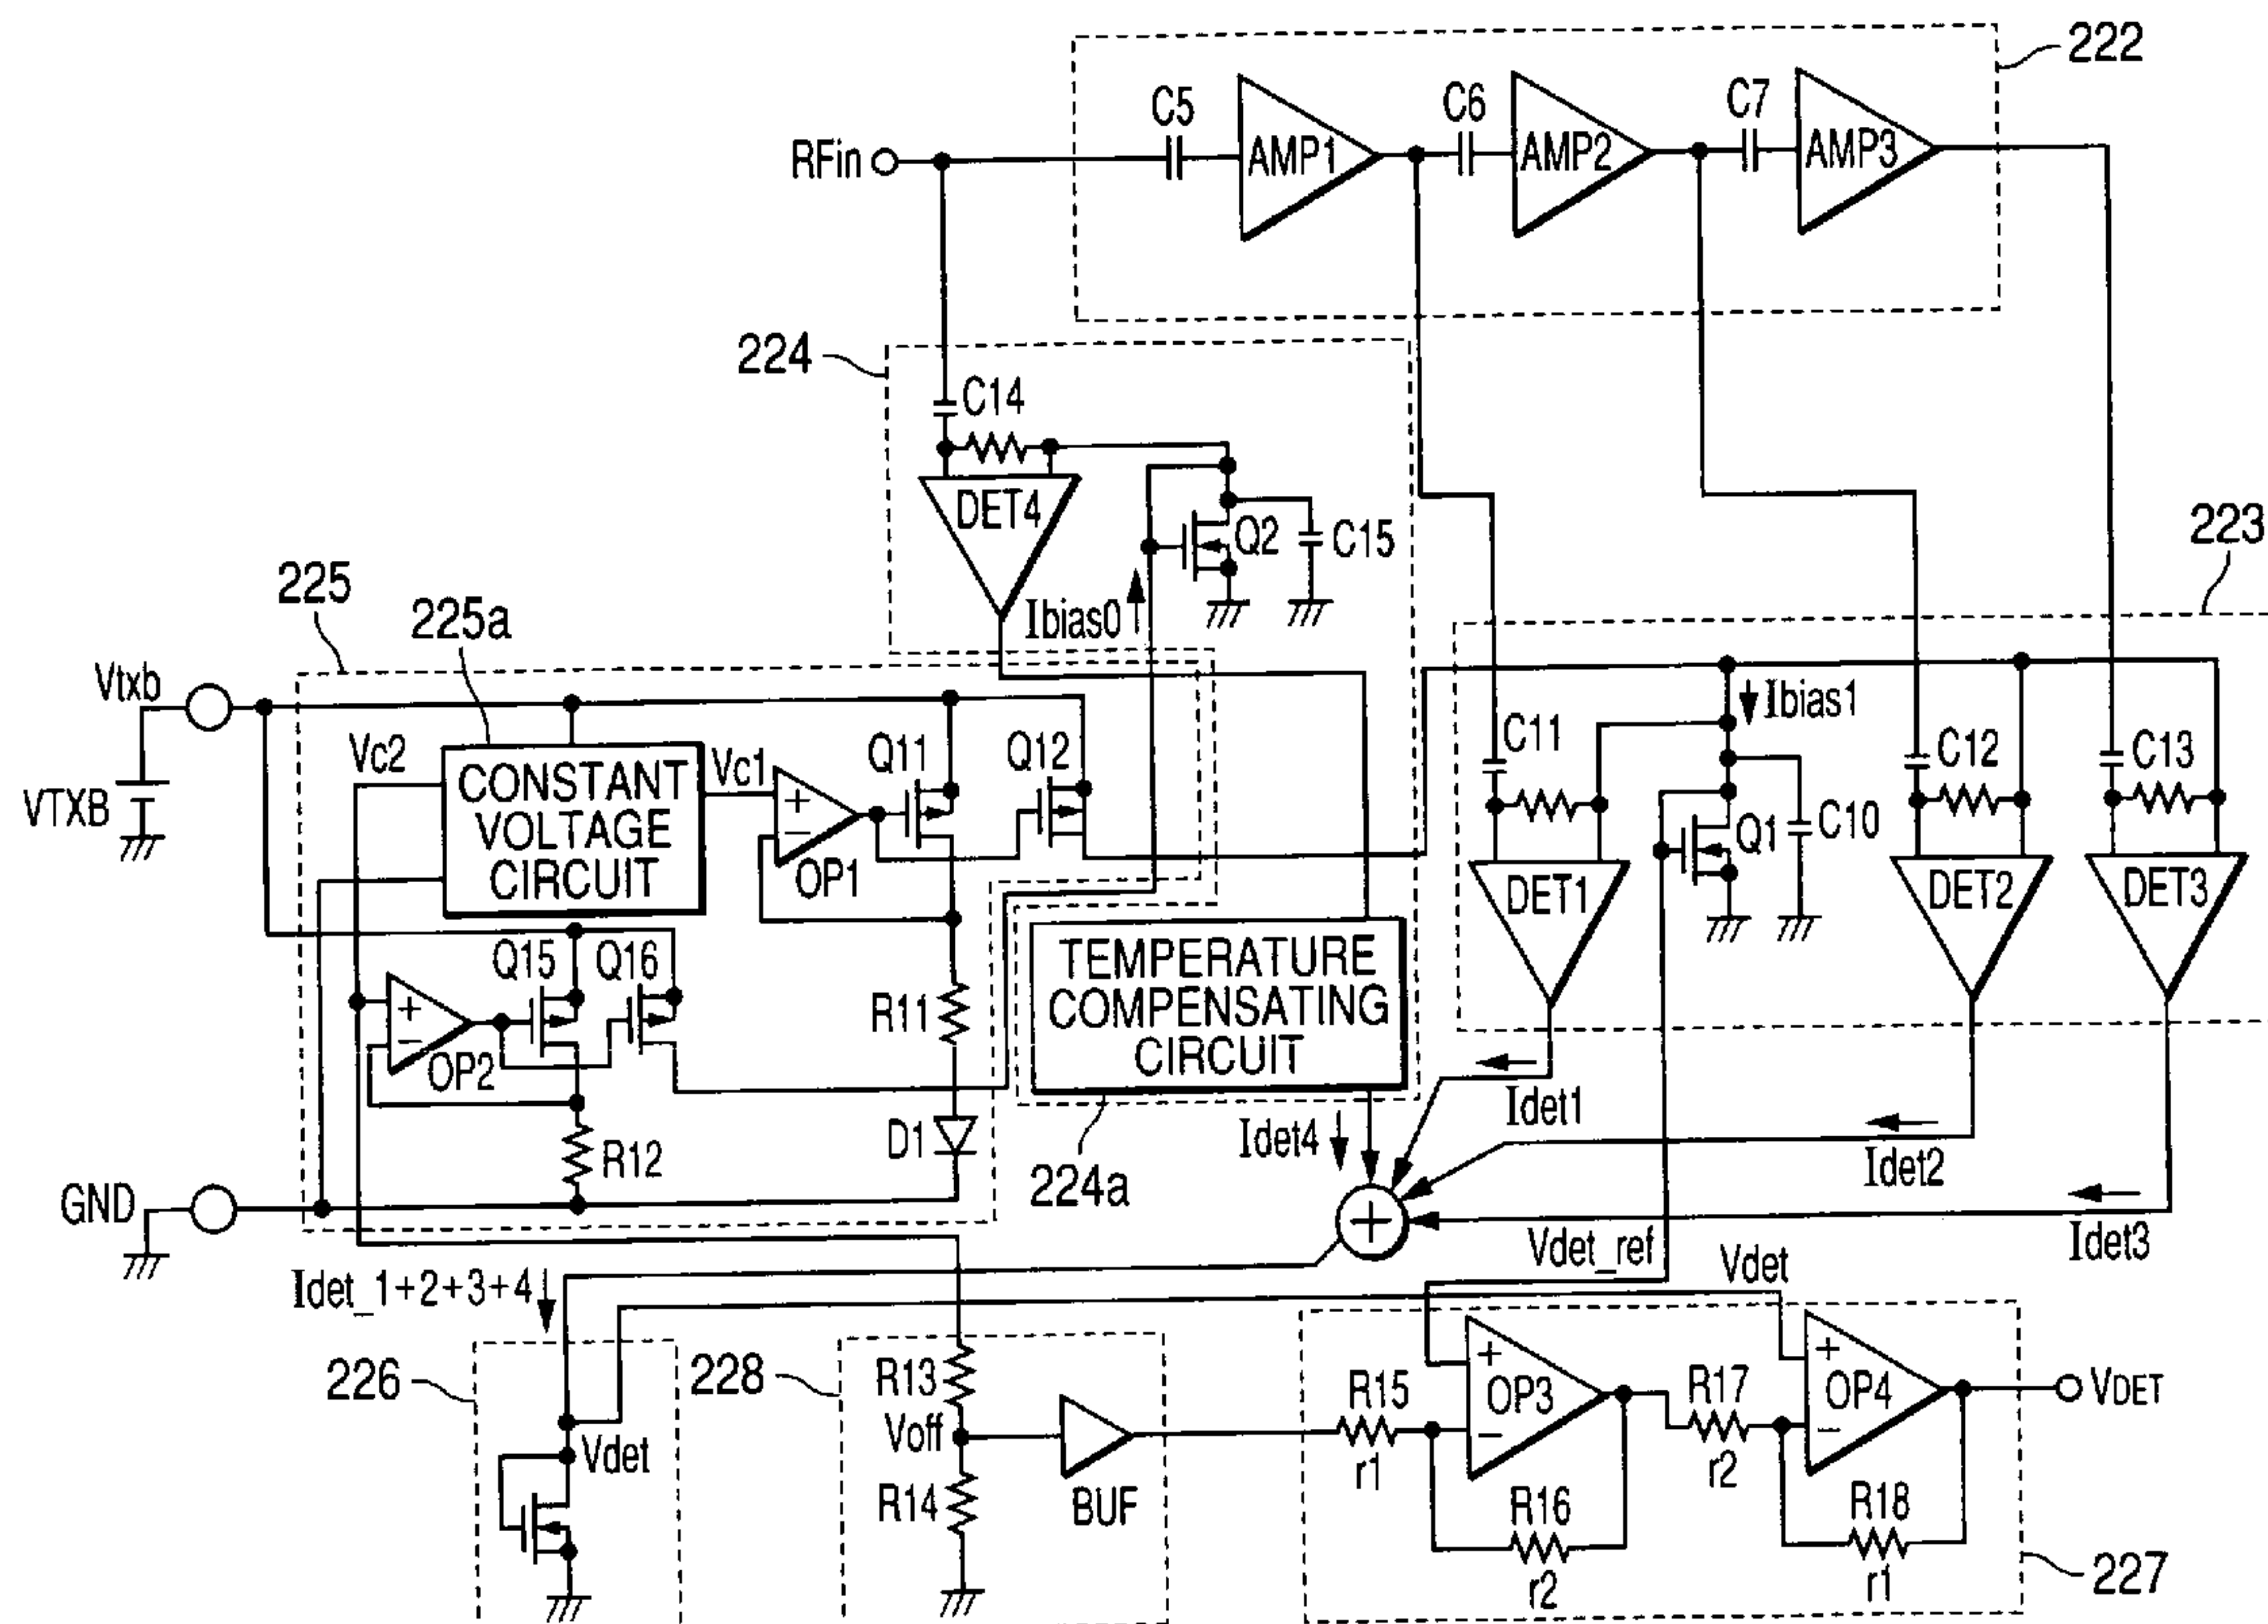 222
C5
C6
C7
RFin
AMP1
AMP2
AMP3
224
C14
DET4
Q2
C15
223
225
225a
Ibias0
Vtxb
Ibias1
Vc2
CONSTANT
VOLTAGE
CIRCUIT
Vc1
Q11
Q12
C11
C12
C13
VTXB
+
−
OP1
Q1
C10
DET1
DET2
DET3
Q15
Q16
TEMPERATURE
COMPENSATING
CIRCUIT
R11
+
−
OP2
D1
R12
Idet4
Idet1
Idet2
224a
GND
+
Vdet_ref
Vdet
Idet3
Idet_1+2+3+4
226
228
R13
R15
+
−
OP3
R17
+
−
OP4
VDET
Voff
Vdet
r1
r2
R14
BUF
R16
R18
r2
r1
227